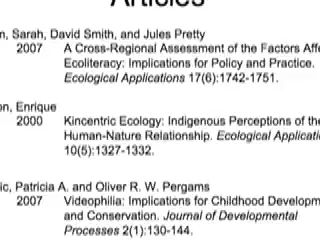 Articles
n, Sarah, David Smith, and Jules Pretty
2007 A Cross-Regional Assessment of the Factors Affe
Ecoliteracy: Implications for Policy and Practice.
Ecological Applications 17(6):1742-1751.
on, Enrique
2000 Kincentric Ecology: Indigenous Perceptions of the
Human-Nature Relationship. Ecological Applicatio
10(5):1327-1332.
ic, Patricia A. and Oliver R. W. Pergams
2007 Videophilia: Implications for Childhood Developm
and Conservation. Journal of Developmental
Processes 2(1):130-144.